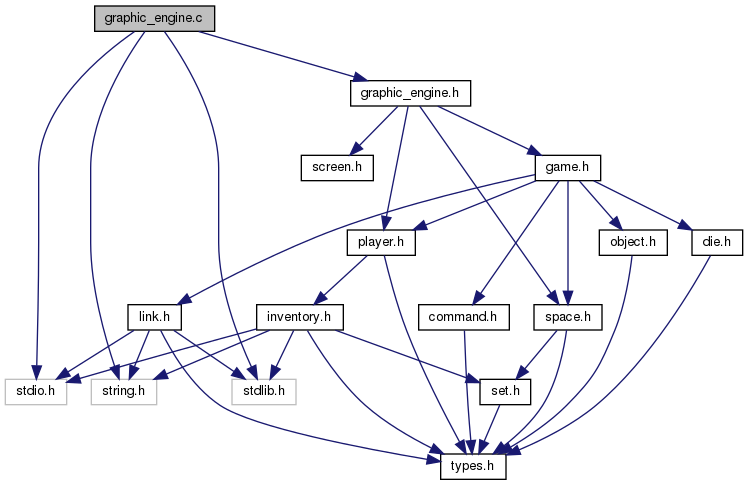 graphic_engine.c
graphic_engine.h
screen.h
game.h
player.h
object.h
die.h
link.h
inventory.h
command.h
space.h
stdio.h
string.h
stdlib.h
set.h
types.h